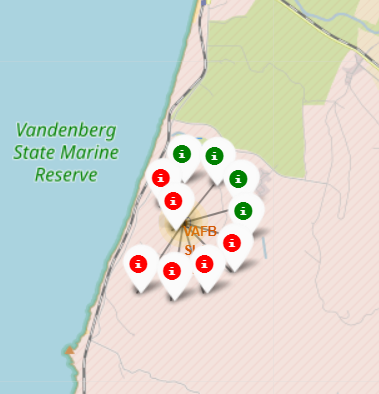 Vandenberg
State Marine
Reserve
VAFB